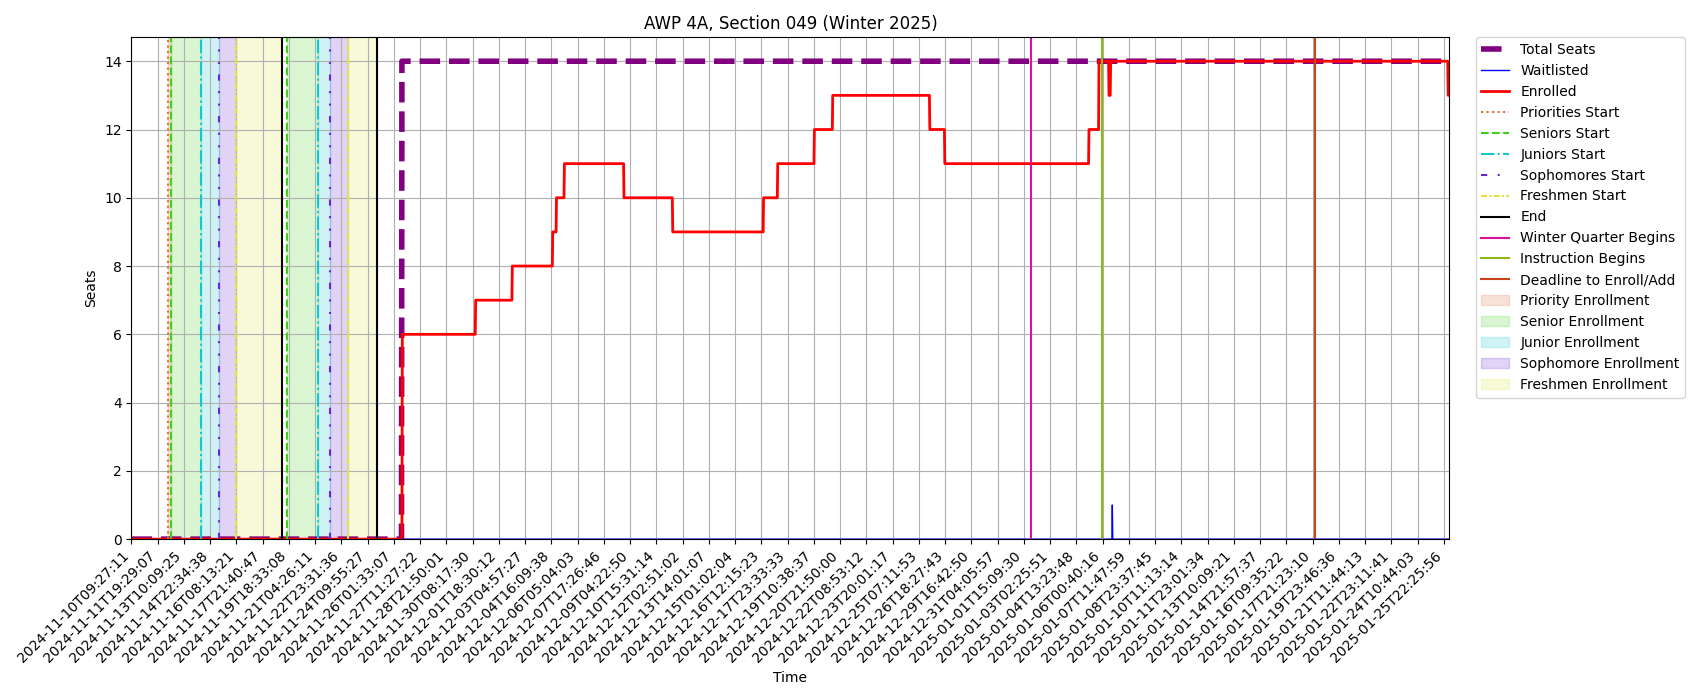 AWP 4A, Section 049 (Winter 2025)
Seats
14
12
10
8
6
4
2
0
2024-11-10T09:27:11
2024-11-11T19:29:07
2024-11-13T10:09:25
2024-11-14T22:34:38
2024-11-16T08:13:21
2024-11-17T21:40:47
2024-11-19T18:33:08
2024-11-21T04:26:11
2024-11-22T23:31:36
2024-11-24T09:55:27
2024-11-26T01:33:07
2024-11-27T11:27:22
2024-11-28T21:50:01
2024-11-30T08:17:30
2024-12-01T18:30:12
2024-12-03T04:57:27
2024-12-04T16:09:38
2024-12-06T05:04:03
2024-12-07T17:26:46
2024-12-09T04:22:50
2024-12-10T15:31:14
2024-12-12T02:51:02
2024-12-13T14:01:07
2024-12-15T01:02:04
2024-12-16T12:15:23
2024-12-17T23:33:33
2024-12-19T10:38:37
2024-12-20T21:50:00
2024-12-22T08:53:12
2024-12-23T20:01:17
2024-12-25T07:11:53
2024-12-26T18:27:43
2024-12-29T16:42:50
2024-12-31T04:05:57
2025-01-01T15:09:30
2025-01-03T02:25:51
2025-01-04T13:23:48
2025-01-06T00:40:16
2025-01-07T11:47:59
2025-01-08T23:37:45
2025-01-10T11:13:14
2025-01-11T23:01:34
2025-01-13T10:09:21
2025-01-14T21:57:37
2025-01-16T09:35:22
2025-01-17T21:23:10
2025-01-19T23:46:36
2025-01-21T11:44:13
2025-01-22T23:11:41
2025-01-24T10:44:03
2025-01-25T22:25:56
Time
Total Seats
Waitlisted
Enrolled
Priorities Start
Seniors Start
Juniors Start
Sophomores Start
Freshmen Start
End
Winter Quarter Begins
Instruction Begins
Deadline to Enroll/Add
Priority Enrollment
Senior Enrollment
Junior Enrollment
Sophomore Enrollment
Freshmen Enrollment